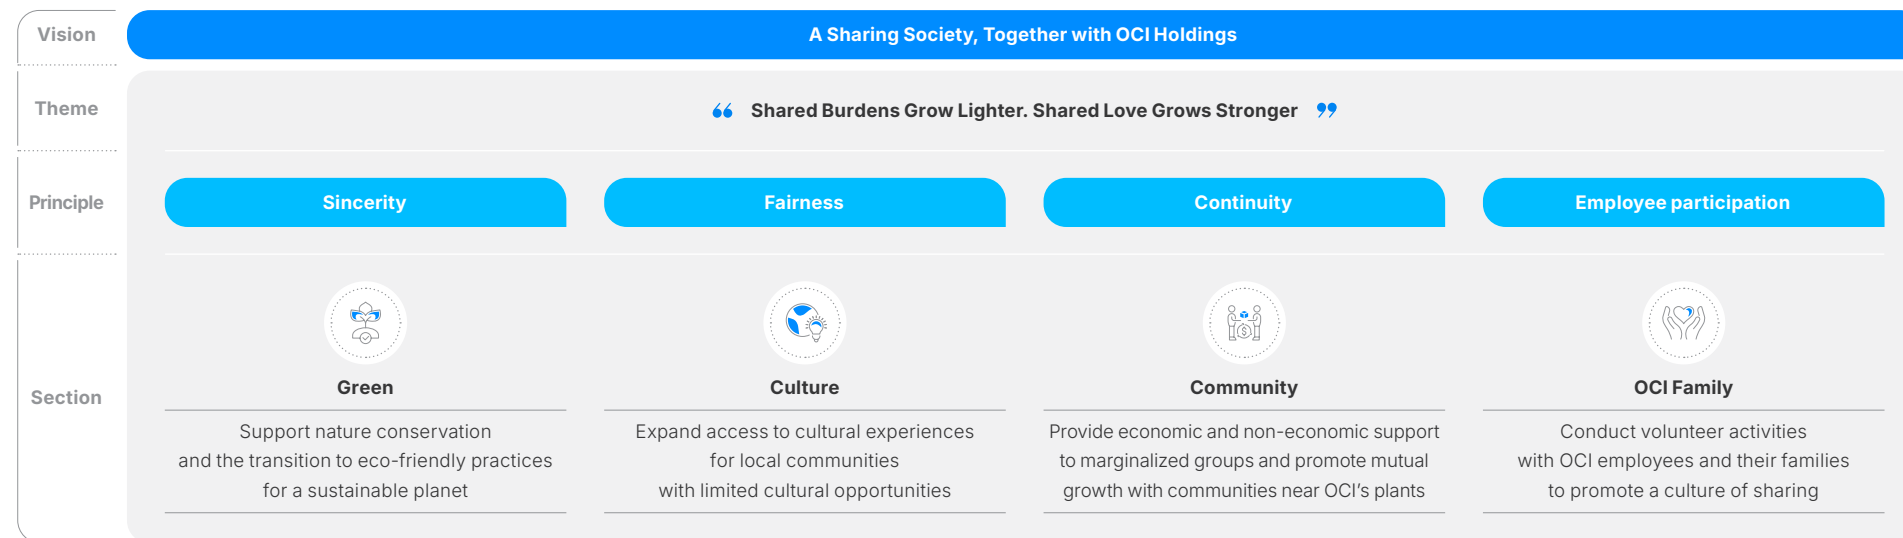 Vision
A Sharing Society, Together with OCI Holdings
Theme
“ Shared Burdens Grow Lighter. Shared Love Grows Stronger ”
Principle
Sincerity
Fairness
Continuity
Employee participation
Section
Green
Support nature conservation
and the transition to eco-friendly practices
for a sustainable planet
Culture
Expand access to cultural experiences
for local communities
with limited cultural opportunities
Community
Provide economic and non-economic support
to marginalized groups and promote mutual
growth with communities near OCI’s plants
OCI Family
Conduct volunteer activities
with OCI employees and their families
to promote a culture of sharing